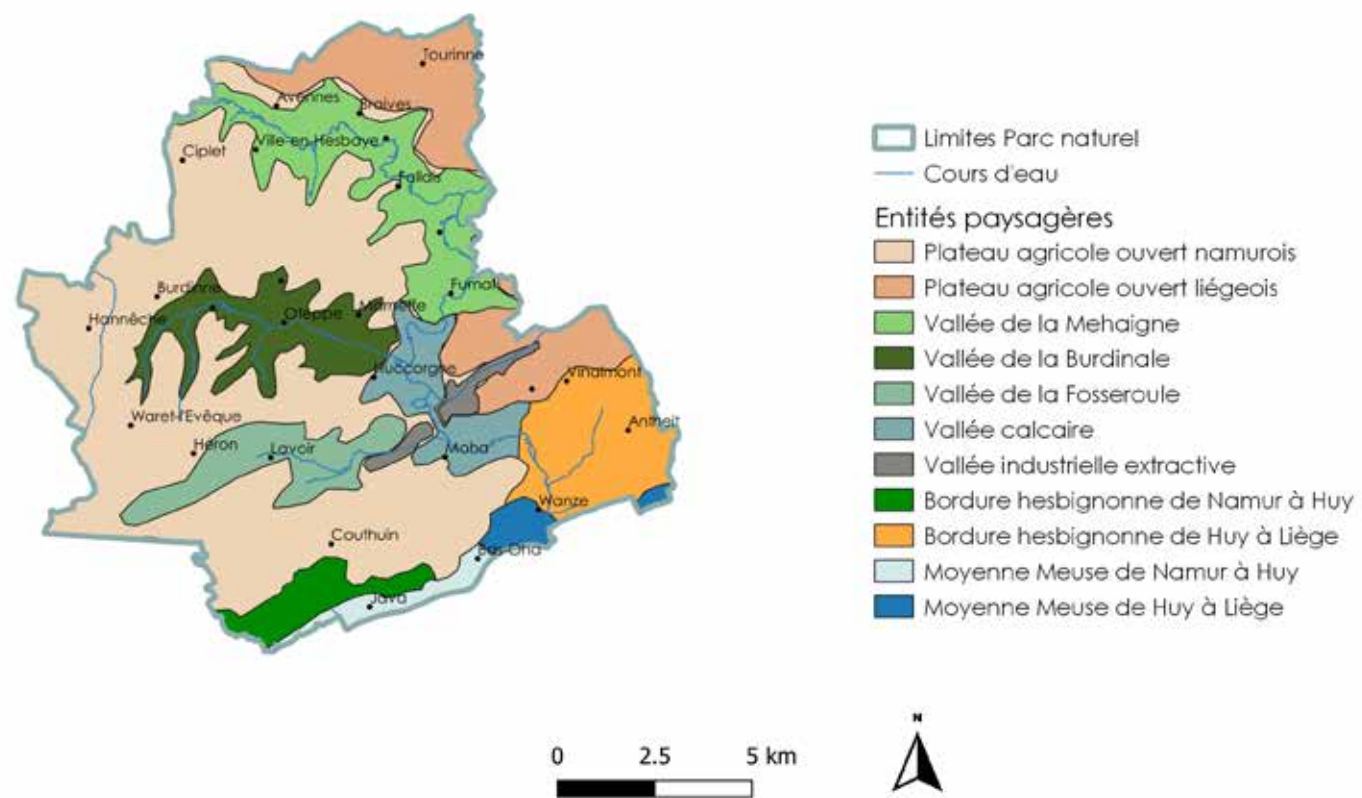 Tourinne
Avennes
Braives
Ville-en-Hesbaye
Ciplet
Fallais
Fumal
Burdinne
Hannêche
Oteppe
Marneffe
Huccorgne
Vinalmont
Waret-l'Evêque
Antheit
Héron
Lavoir
Moha
Wanze
Couthuin
Bas-Oha
Java
Limites Parc naturel
Cours d'eau
Entités paysagères
Plateau agricole ouvert namurois
Plateau agricole ouvert liégeois
Vallée de la Mehaigne
Vallée de la Burdinale
Vallée de la Fosseroule
Vallée calcaire
Vallée industrielle extractive
Bordure hesbignonne de Namur à Huy
Bordure hesbignonne de Huy à Liège
Moyenne Meuse de Namur à Huy
Moyenne Meuse de Huy à Liège
0 2.5 5 km
N